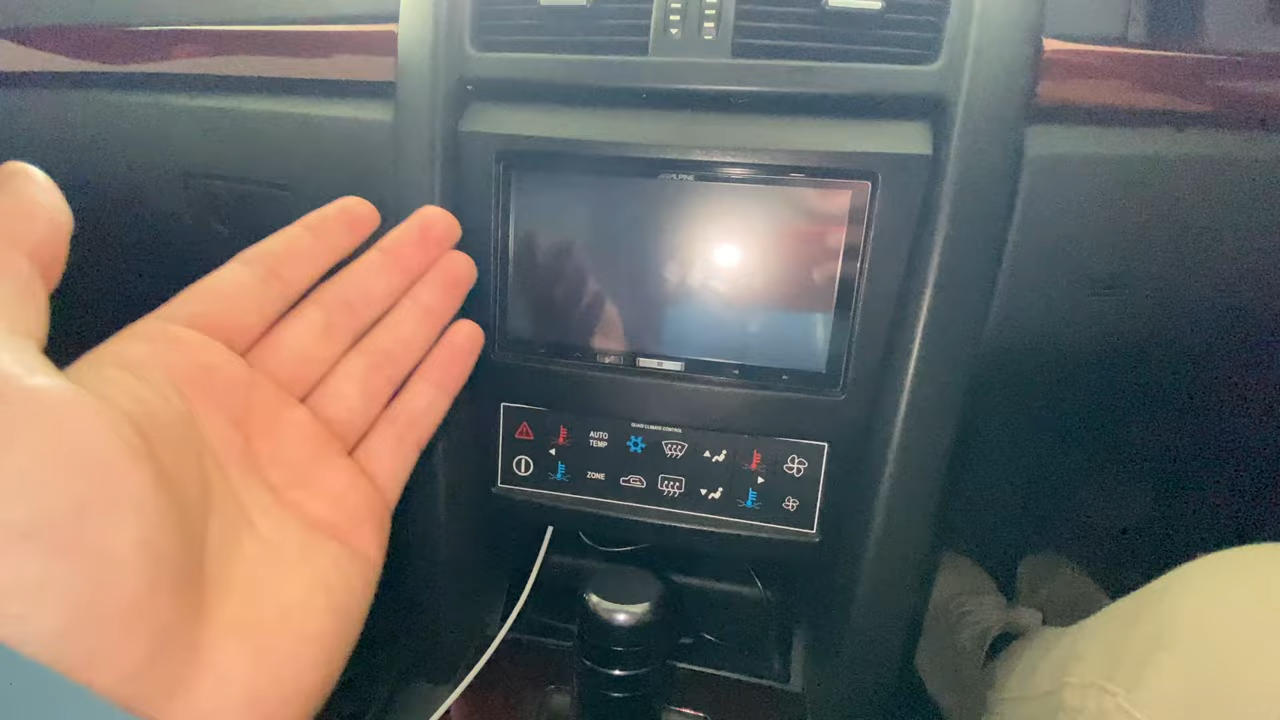 ALPINE
QUAD CLIMATE CONTROL
AUTO
TEMP
ZONE